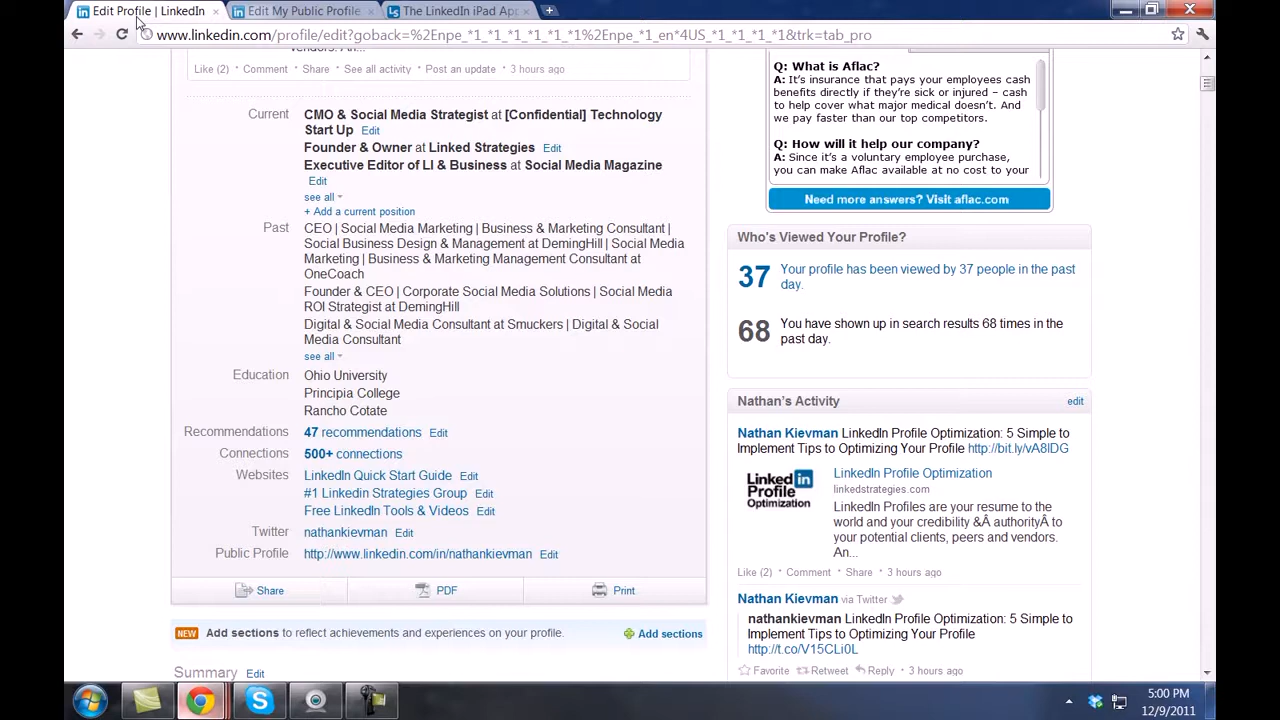 Edit Profile | LinkedIn
Edit My Public Profile
The LinkedIn iPad App
www.linkedin.com/profile/edit?goback=%2Enpe_*1_*1_*1_*1_*1_*1%2Enpe_*1_en*4US_*1_*1_*1_*1&trk=tab_pro
Like (2) · Comment · Share · See all activity · Post an update · 3 hours ago
Current
CMO & Social Media Strategist at [Confidential] Technology
Start Up Edit
Founder & Owner at Linked Strategies Edit
Executive Editor of LI & Business at Social Media Magazine
Edit
see all
+ Add a current position
Past
CEO | Social Media Marketing | Business & Marketing Consultant |
Social Business Design & Management at DemingHill | Social Media
Marketing | Business & Marketing Management Consultant at
OneCoach
Founder & CEO | Corporate Social Media Solutions | Social Media
ROI Strategist at DemingHill
Digital & Social Media Consultant at Smuckers | Digital & Social
Media Consultant
see all
Education
Ohio University
Principia College
Rancho Cotate
Recommendations 47 recommendations Edit
Connections 500+ connections
Websites LinkedIn Quick Start Guide Edit
#1 Linkedin Strategies Group Edit
Free LinkedIn Tools & Videos Edit
Twitter nathankievman Edit
Public Profile http://www.linkedin.com/in/nathankievman Edit
Share PDF Print
NEW Add sections to reflect achievements and experiences on your profile. Add sections
Summary Edit
Q: What is Aflac?
A: It's insurance that pays your employees cash
benefits directly if they're sick or injured – cash
to help cover what major medical doesn't. And
we pay faster than our top competitors.
Q: How will it help our company?
A: Since it's a voluntary employee purchase,
you can make Aflac available at no cost to your
Need more answers? Visit aflac.com
Who's Viewed Your Profile?
37 Your profile has been viewed by 37 people in the past
day.
68 You have shown up in search results 68 times in the
past day.
Nathan's Activity edit
Nathan Kievman LinkedIn Profile Optimization: 5 Simple to
Implement Tips to Optimizing Your Profile http://bit.ly/vA8lDG
Linked in
Profile
Optimization
LinkedIn Profile Optimization
linkedstrategies.com
LinkedIn Profiles are your resume to the
world and your credibility &Â authorityÂ to
your potential clients, peers and vendors.
An...
Like (2) · Comment · Share · 3 hours ago
Nathan Kievman via Twitter
nathankievman LinkedIn Profile Optimization: 5 Simple to
Implement Tips to Optimizing Your Profile
http://t.co/V15CLi0L
Favorite Retweet Reply · 3 hours ago
5:00 PM
12/9/2011